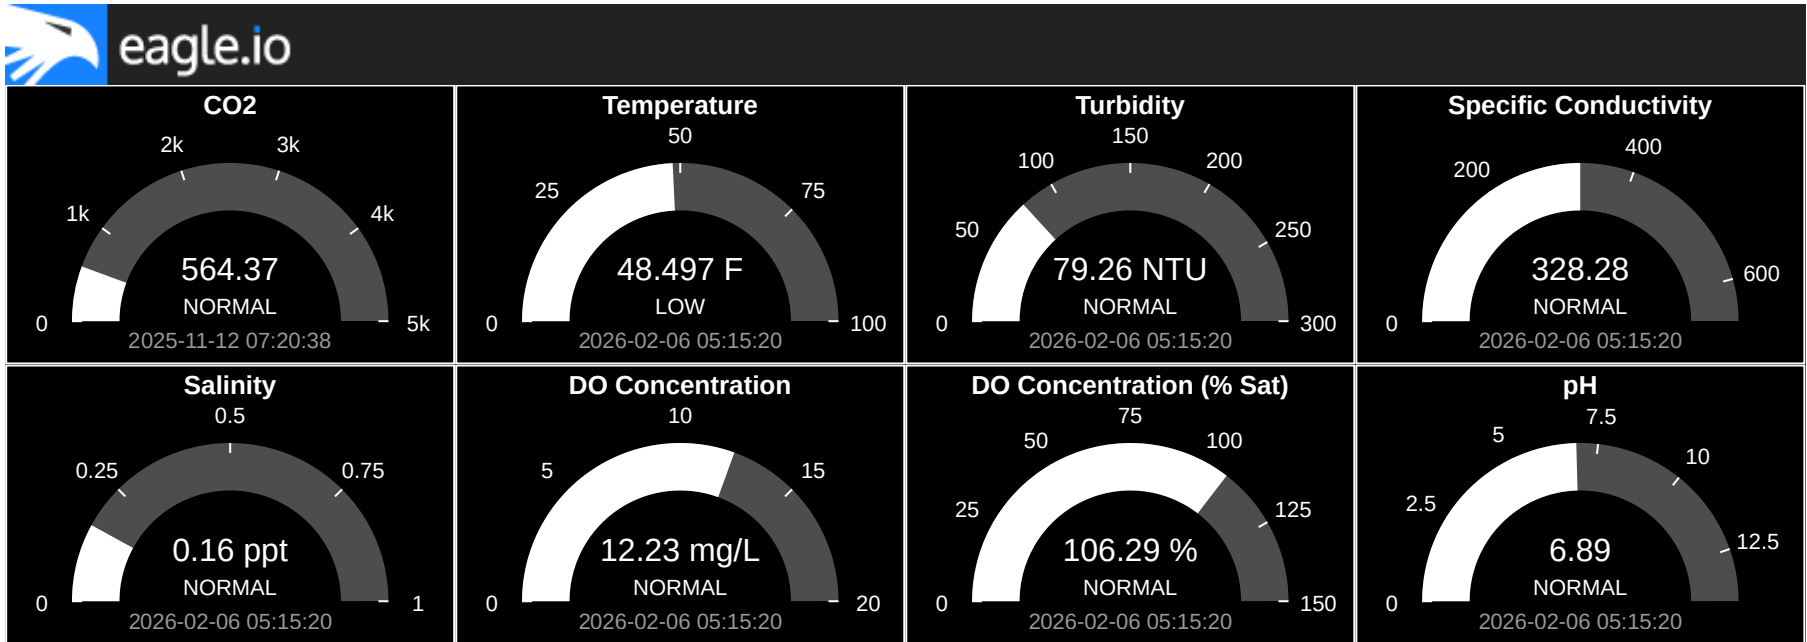 eagle.io
CO2
0
1k
2k
3k
4k
5k
564.37
NORMAL
2025-11-12 07:20:38
Temperature
0
25
50
75
100
48.497 F
LOW
2026-02-06 05:15:20
Turbidity
0
50
100
150
200
250
300
79.26 NTU
NORMAL
2026-02-06 05:15:20
Specific Conductivity
0
200
400
600
328.28
NORMAL
2026-02-06 05:15:20
Salinity
0
0.25
0.5
0.75
1
0.16 ppt
NORMAL
2026-02-06 05:15:20
DO Concentration
0
5
10
15
20
12.23 mg/L
NORMAL
2026-02-06 05:15:20
DO Concentration (% Sat)
0
25
50
75
100
125
150
106.29 %
NORMAL
2026-02-06 05:15:20
pH
0
2.5
5
7.5
10
12.5
6.89
NORMAL
2026-02-06 05:15:20